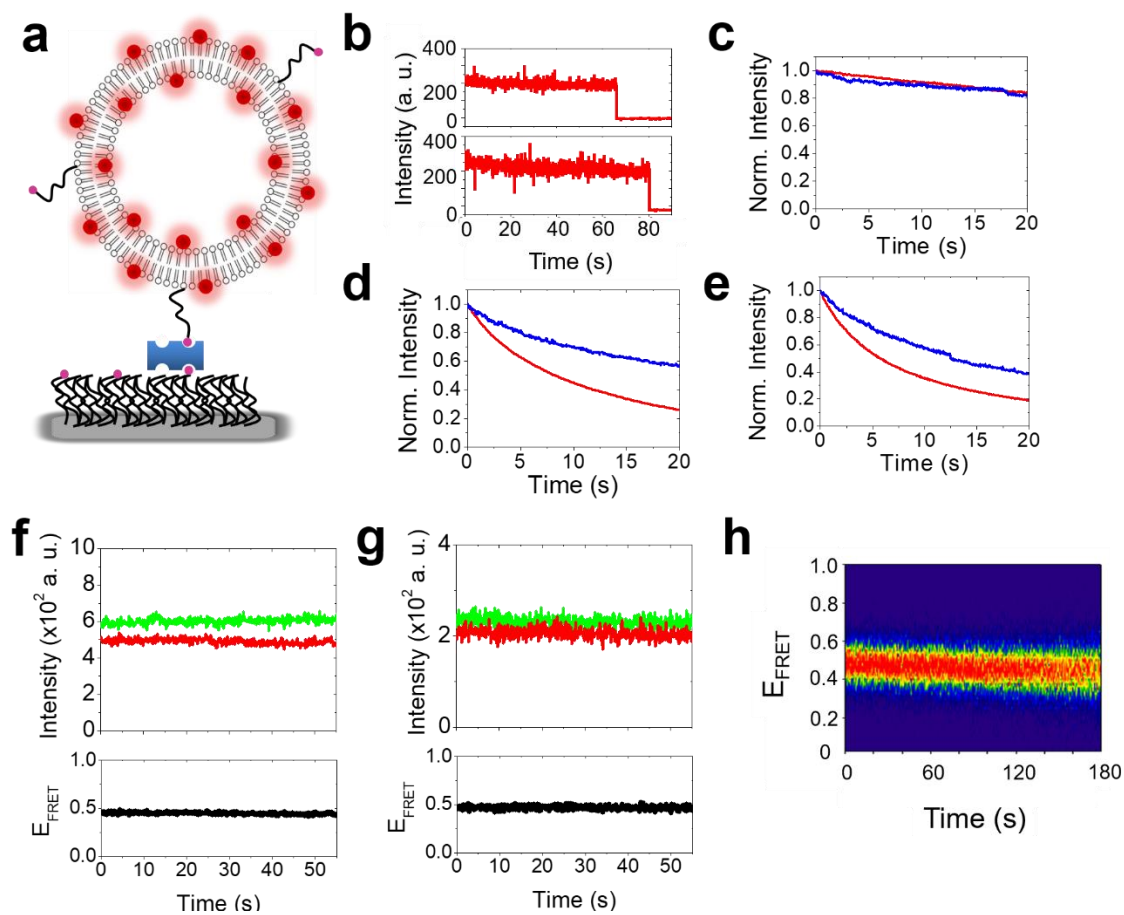 a
b
400
200
0
400
200
0
Intensity (a. u.)
0 20 40 60 80
Time (s)
c
1.0
0.8
0.6
0.4
0.2
0.0
Norm. Intensity
0 5 10 15 20
Time (s)
d
1.0
0.8
0.6
0.4
0.2
0.0
Norm. Intensity
0 5 10 15 20
Time (s)
e
1.0
0.8
0.6
0.4
0.2
0.0
Norm. Intensity
0 5 10 15 20
Time (s)
f
10
8
6
4
2
0
Intensity (x10² a. u.)
1.0
0.5
0.0
E_FRET
0 10 20 30 40 50
Time (s)
g
4
2
0
Intensity (x10² a. u.)
1.0
0.5
0.0
E_FRET
0 10 20 30 40 50
Time (s)
h
1.0
0.8
0.6
0.4
0.2
0
E_FRET
0 60 120 180
Time (s)